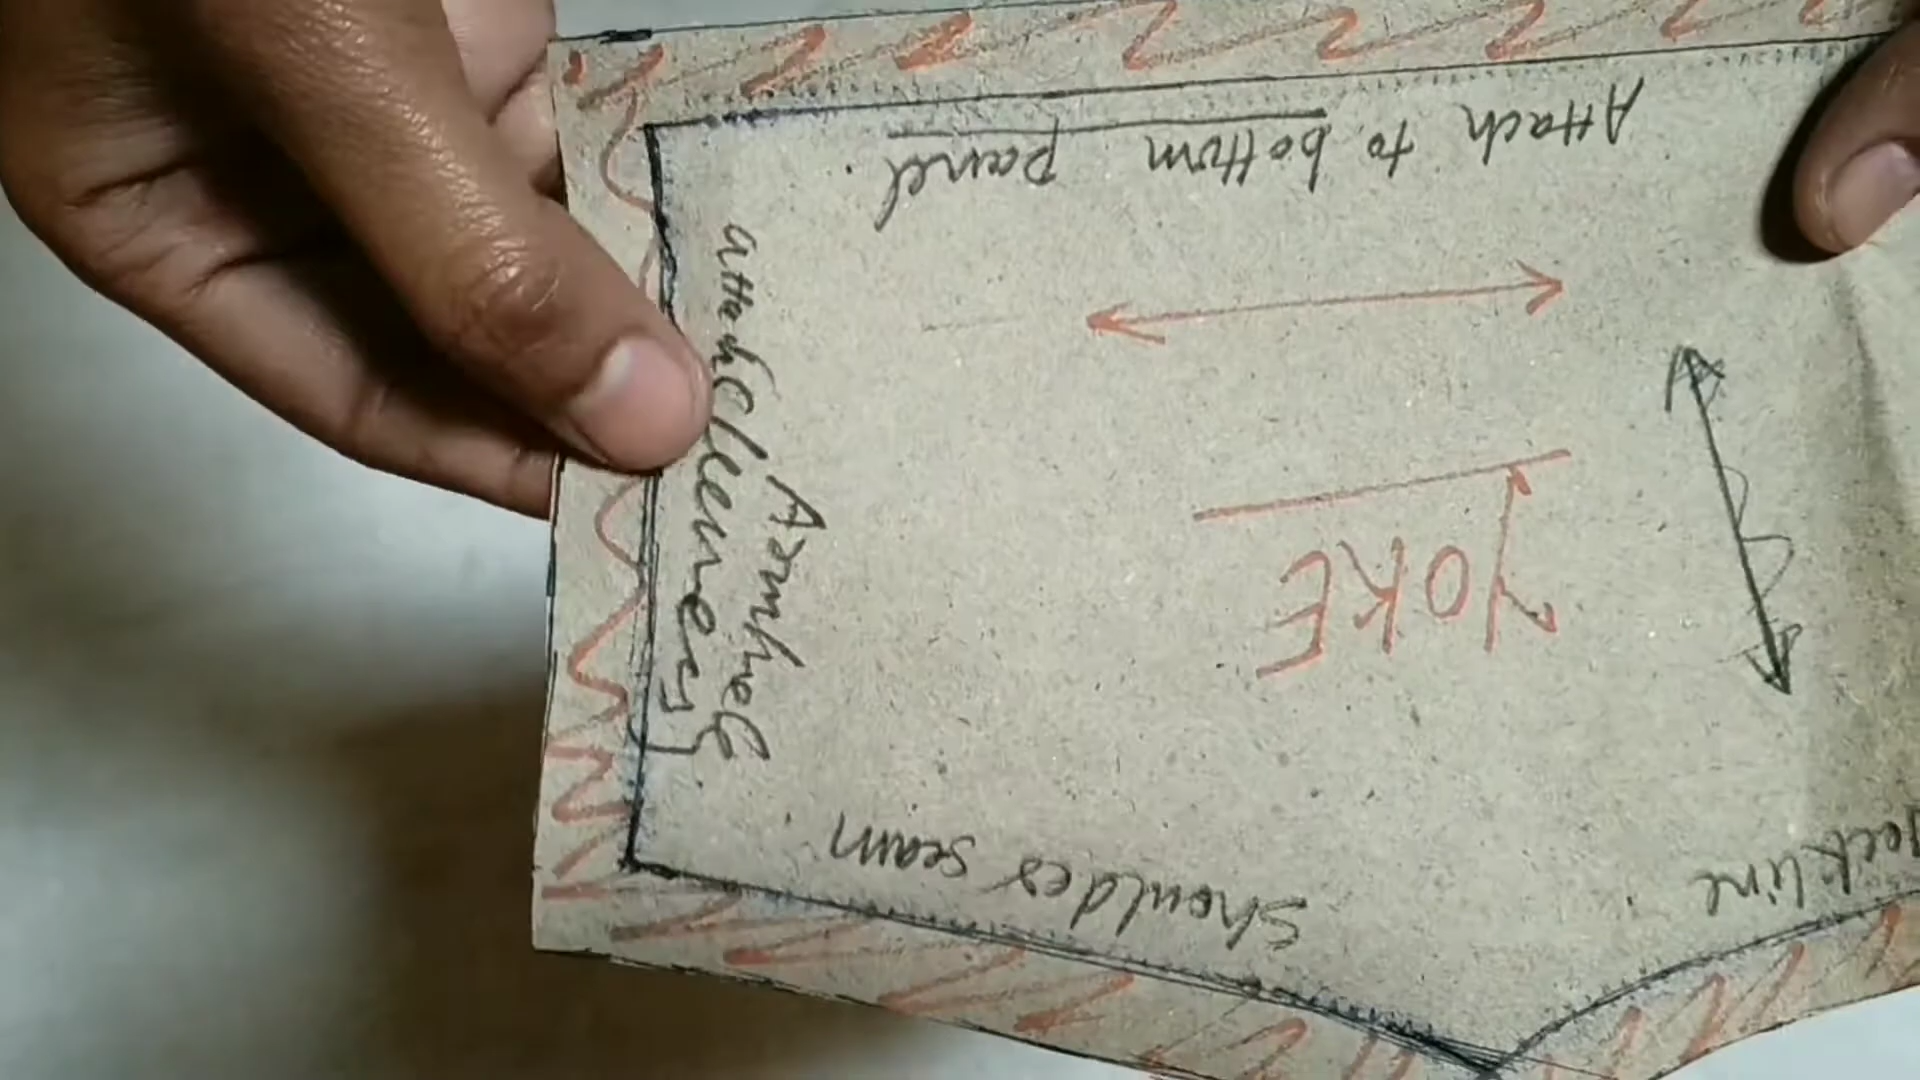 Attach to bottom panel.
YOKE
Armhole
attach sleeves
Shoulder seam
neckline